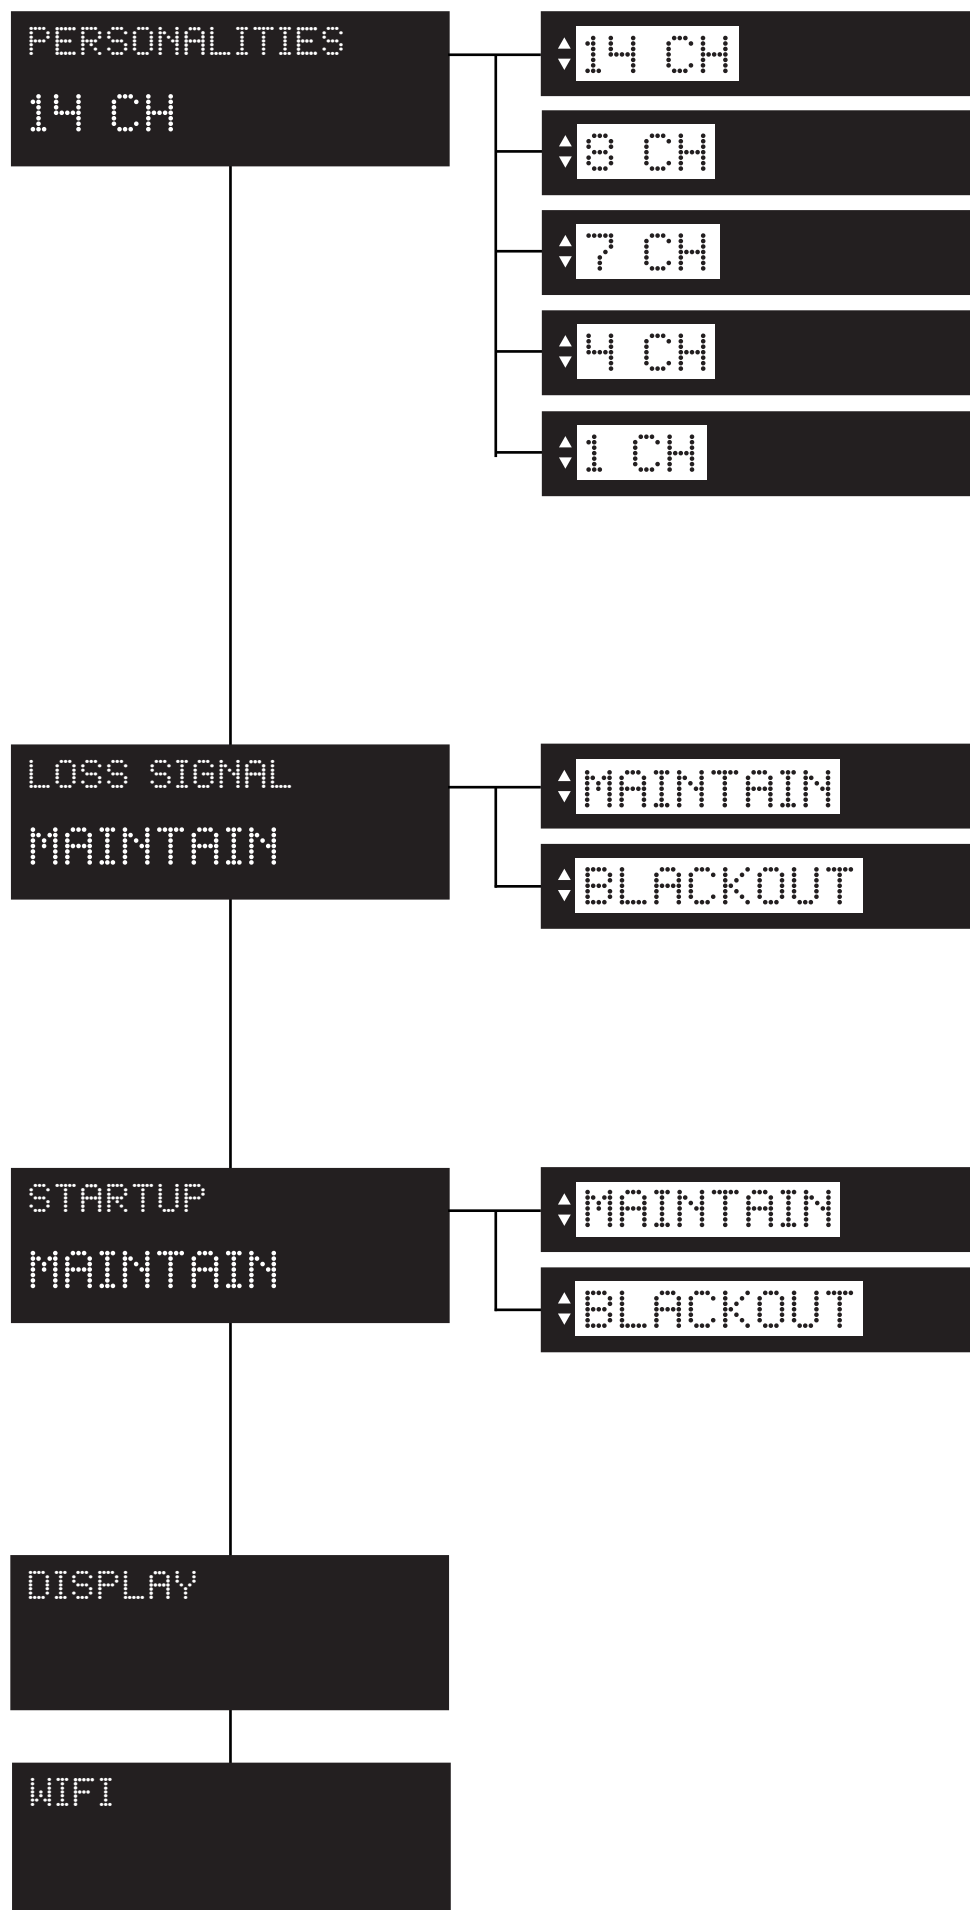 PERSONALITIES
14 CH
14 CH
8 CH
7 CH
4 CH
1 CH
LOSS SIGNAL
MAINTAIN
MAINTAIN
BLACKOUT
STARTUP
MAINTAIN
MAINTAIN
BLACKOUT
DISPLAY
WIFI